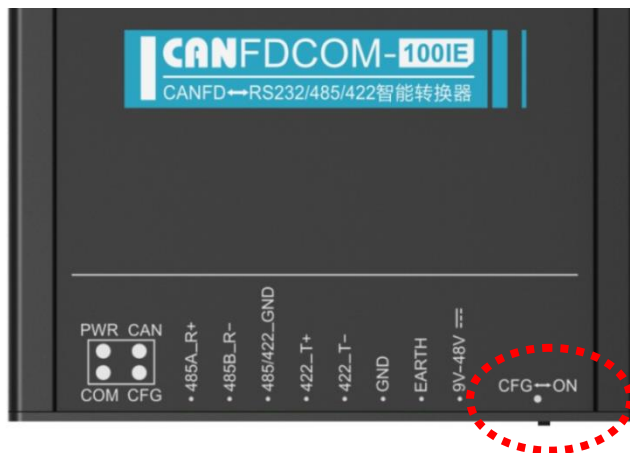 CANFDCOM-100IE
CANFD↔RS232/485/422智能转换器
PWR CAN
COM CFG
485A_R+
485B_R-
485/422_GND
422_T+
422_T-
GND
EARTH
9V-48V ⎓
CFG↔ON